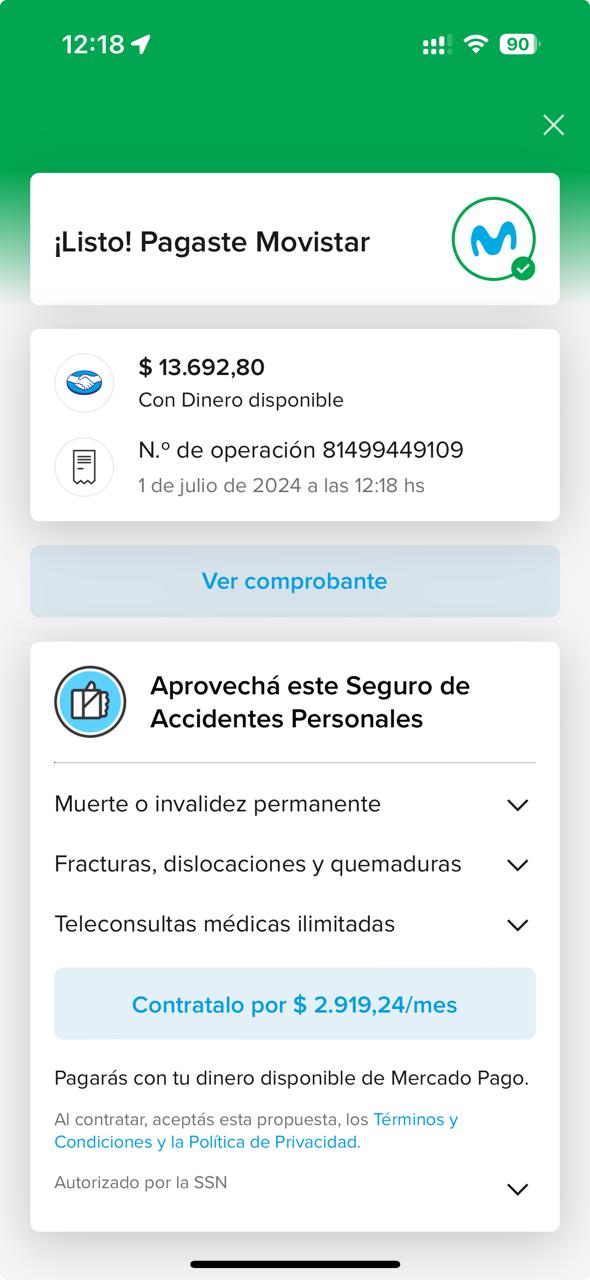 12:18
90
¡Listo! Pagaste Movistar
$ 13.692,80
Con Dinero disponible
N.º de operación 81499449109
1 de julio de 2024 a las 12:18 hs
Ver comprobante
Aprovechá este Seguro de
Accidentes Personales
Muerte o invalidez permanente
Fracturas, dislocaciones y quemaduras
Teleconsultas médicas ilimitadas
Contratalo por $ 2.919,24/mes
Pagarás con tu dinero disponible de Mercado Pago.
Al contratar, aceptás esta propuesta, los Términos y
Condiciones y la Política de Privacidad.
Autorizado por la SSN